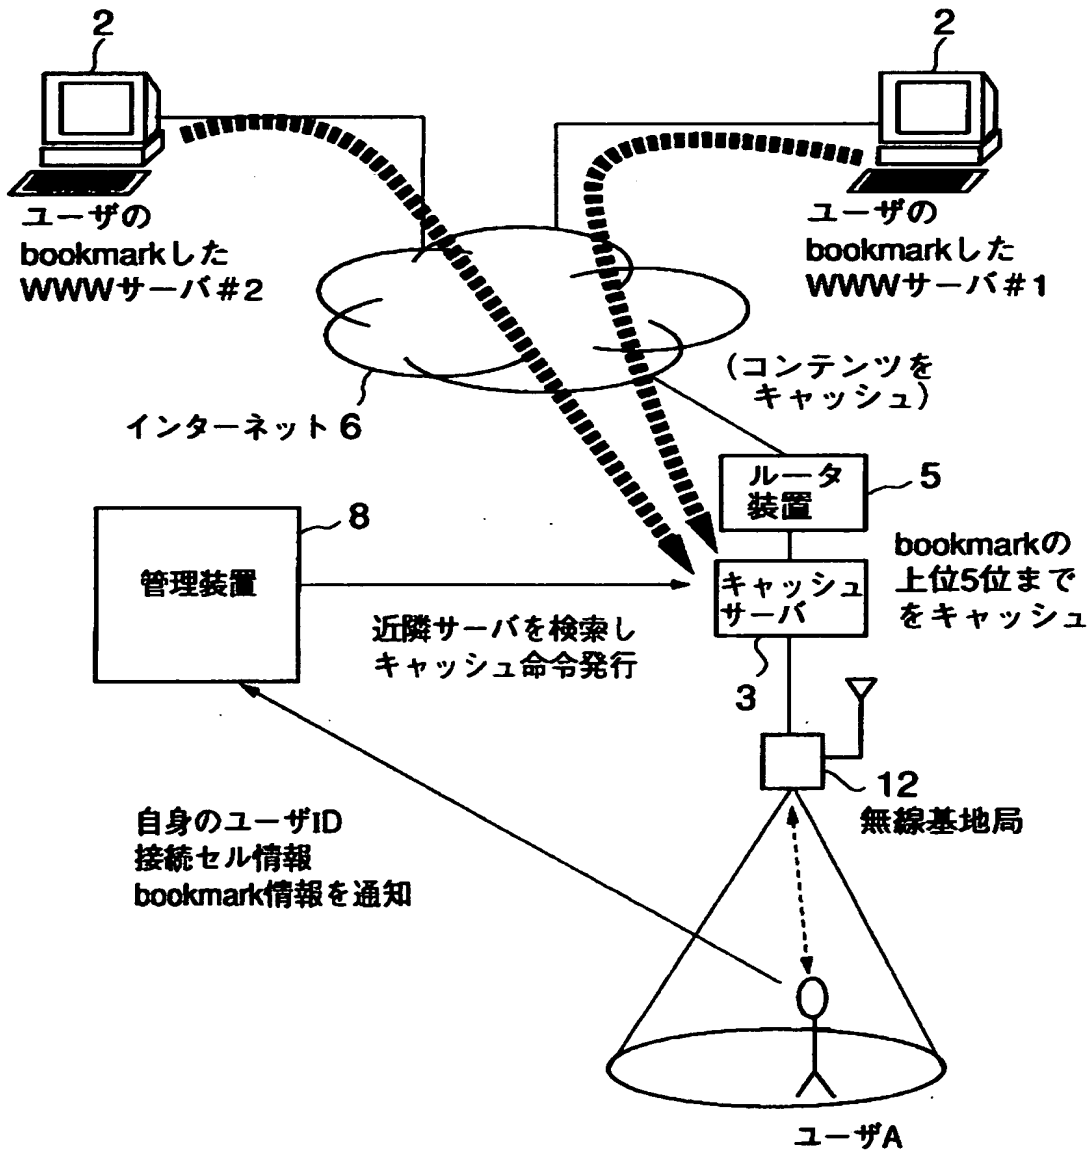 2
2
ユーザの
bookmarkした
WWWサーバ#2
ユーザの
bookmarkした
WWWサーバ#1
(コンテンツを
キャッシュ)
インターネット6
ルータ
装置
5
8
管理装置
bookmarkの
上位5位まで
をキャッシュ
キャッシュ
サーバ
近隣サーバを検索し
キャッシュ命令発行
3
12
無線基地局
自身のユーザID
接続セル情報
bookmark情報を通知
ユーザA